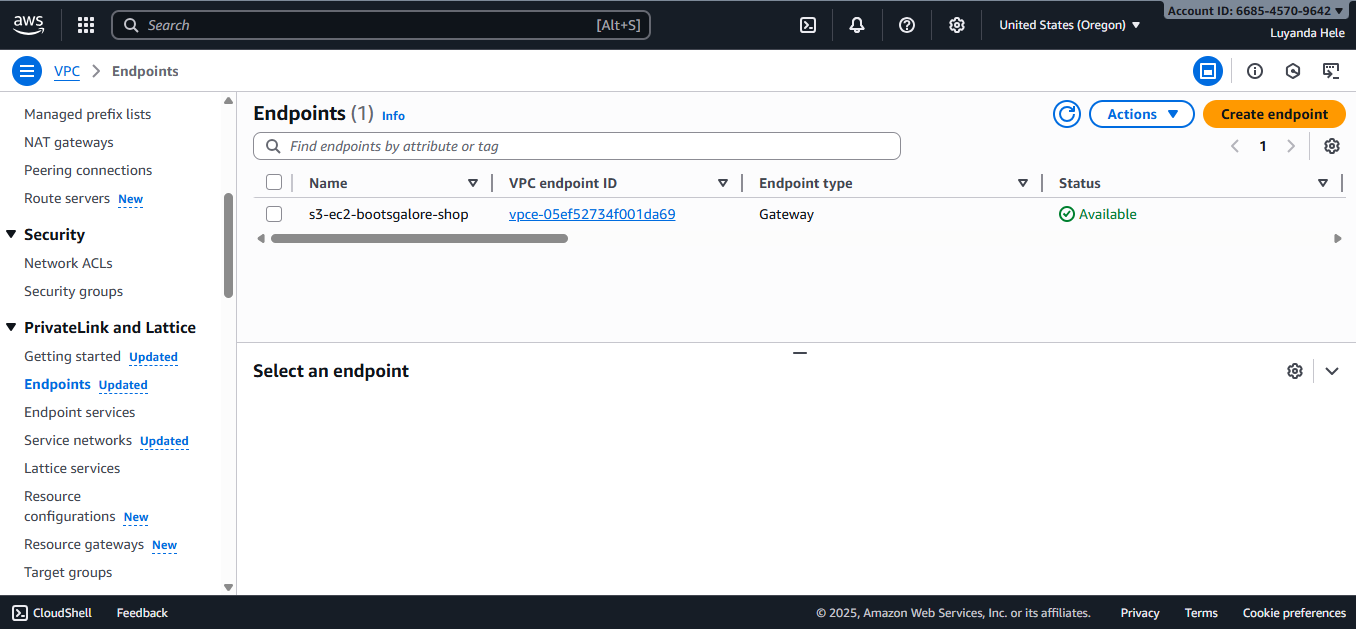 aws
Search [Alt+S]
United States (Oregon)
Account ID: 6685-4570-9642
Luyanda Hele
VPC Endpoints
Managed prefix lists
NAT gateways
Peering connections
Route servers New
Security
Network ACLs
Security groups
PrivateLink and Lattice
Getting started Updated
Endpoints Updated
Endpoint services
Service networks Updated
Lattice services
Resource
configurations New
Resource gateways New
Target groups
Endpoints (1) Info
Actions
Create endpoint
Find endpoints by attribute or tag
1
Name VPC endpoint ID Endpoint type Status
s3-ec2-bootsgalore-shop vpce-05ef52734f001da69 Gateway Available
Select an endpoint
CloudShell Feedback © 2025, Amazon Web Services, Inc. or its affiliates. Privacy Terms Cookie preferences